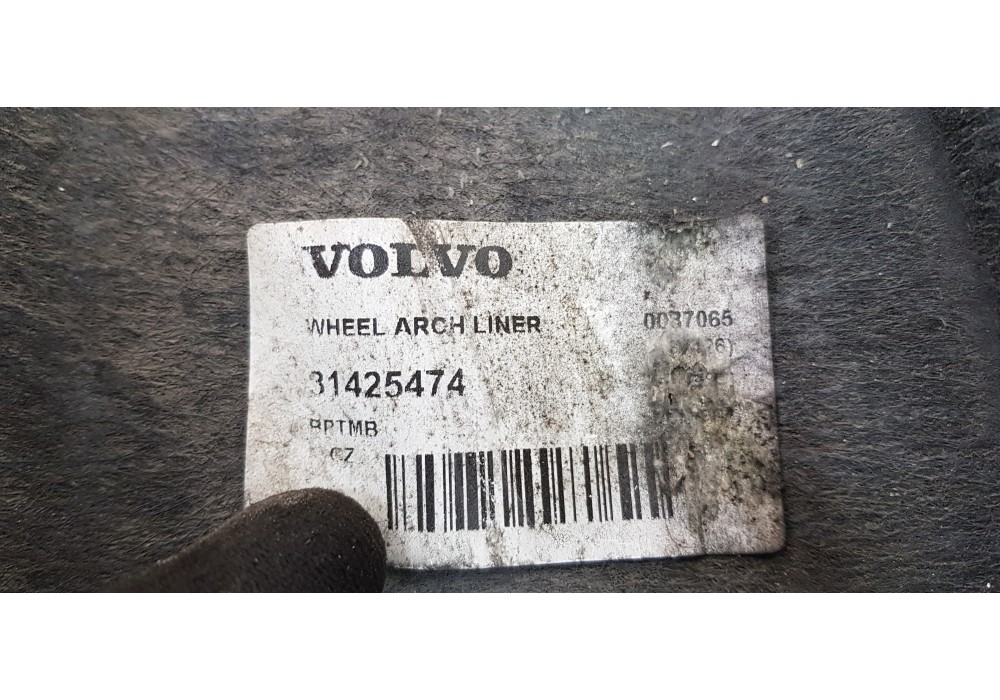 VOLVO
WHEEL ARCH LINER 0037065
31425474
CZ